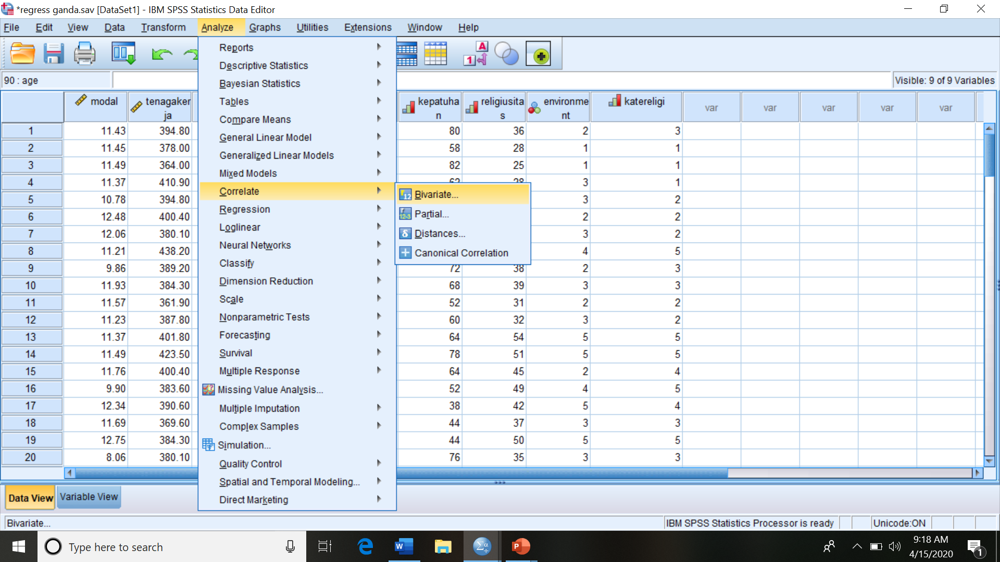 *regress ganda.sav [DataSet1] - IBM SPSS Statistics Data Editor
File Edit View Data Transform Analyze Graphs Utilities Extensions Window Help
90 : age
Visible: 9 of 9 Variables
modal tenagaker kepatuha religiusita environme katereligi var var var var var
ja n s nt
1 11.43 394.80 80 36 2 3
2 11.45 378.00 58 28 1 1
3 11.49 364.00 82 25 1 1
4 11.37 410.90 3 1
5 10.78 394.80 3 2
6 12.48 400.40 2 2
7 12.06 380.10 3 2
8 11.21 438.20 4 5
9 9.86 389.20 72 38 2 3
10 11.93 384.30 68 39 3 3
11 11.57 361.90 52 31 2 2
12 11.23 387.80 60 32 3 2
13 11.37 401.80 64 54 5 5
14 11.49 423.50 78 51 5 5
15 11.76 400.40 64 45 2 4
16 9.90 383.60 52 49 4 5
17 12.34 390.60 38 42 5 4
18 11.69 369.60 44 37 3 3
19 12.75 384.30 44 50 5 5
20 8.06 380.10 76 35 3 3
Reports
Descriptive Statistics
Bayesian Statistics
Tables
Compare Means
General Linear Model
Generalized Linear Models
Mixed Models
Correlate
Regression
Loglinear
Neural Networks
Classify
Dimension Reduction
Scale
Nonparametric Tests
Forecasting
Survival
Multiple Response
Missing Value Analysis...
Multiple Imputation
Complex Samples
Simulation...
Quality Control
Spatial and Temporal Modeling...
Direct Marketing
Bivariate...
Partial...
Distances...
Canonical Correlation
Data View Variable View
Bivariate...
IBM SPSS Statistics Processor is ready
Unicode:ON
Type here to search
9:18 AM
4/15/2020
1